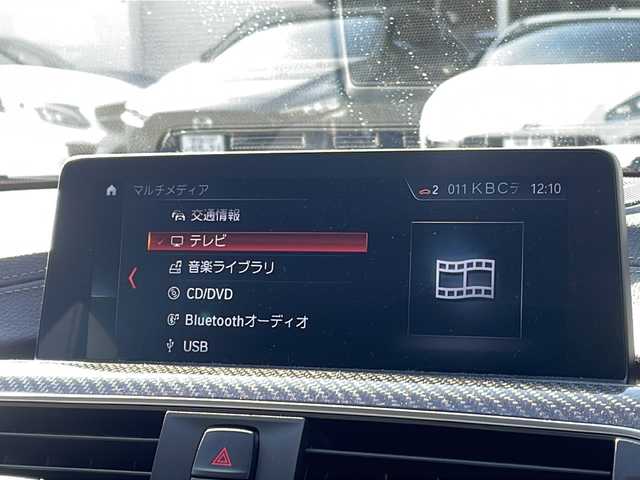 マルチメディア
2 011 KBCテ 12:10
交通情報
テレビ
音楽ライブラリ
CD/DVD
Bluetoothオーディオ
USB